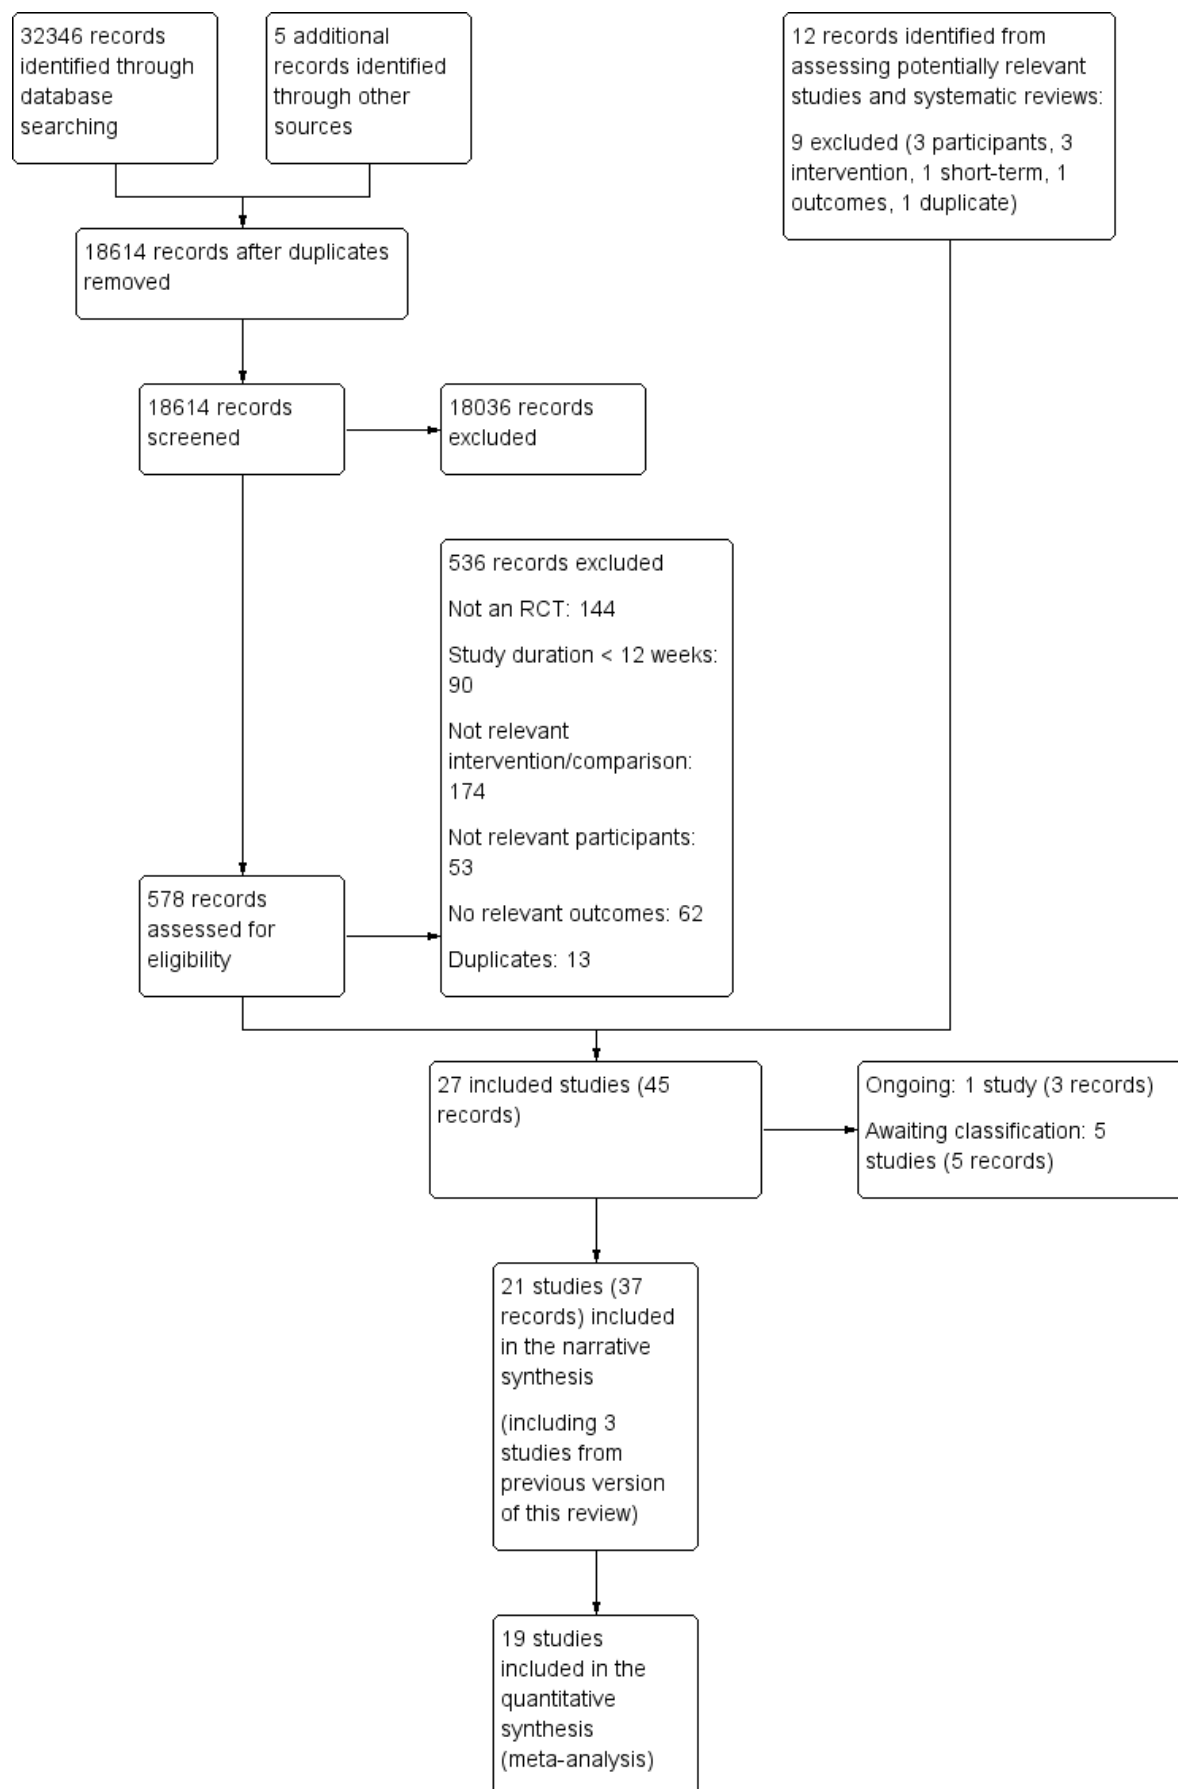 32346 records
identified through
database
searching
5 additional
records identified
through other
sources
12 records identified from
assessing potentially relevant
studies and systematic reviews:
9 excluded (3 participants, 3
intervention, 1 short-term, 1
outcomes, 1 duplicate)
18614 records after duplicates
removed
18614 records
screened
18036 records
excluded
536 records excluded
Not an RCT: 144
Study duration < 12 weeks:
90
Not relevant
intervention/comparison:
174
Not relevant participants:
53
No relevant outcomes: 62
Duplicates: 13
578 records
assessed for
eligibility
27 included studies (45
records)
Ongoing: 1 study (3 records)
Awaiting classification: 5
studies (5 records)
21 studies (37
records) included
in the narrative
synthesis
(including 3
studies from
previous version
of this review)
19 studies
included in the
quantitative
synthesis
(meta-analysis)